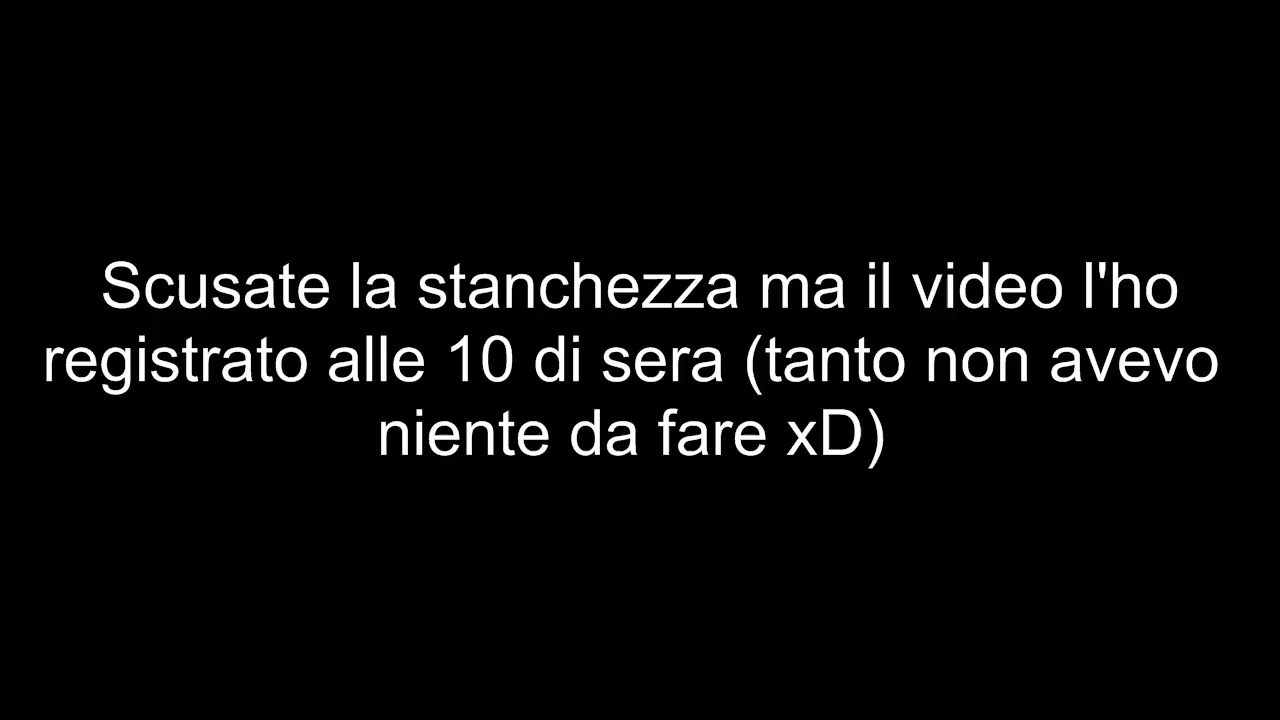 Scusate la stanchezza ma il video l'ho
registrato alle 10 di sera (tanto non avevo
niente da fare xD)